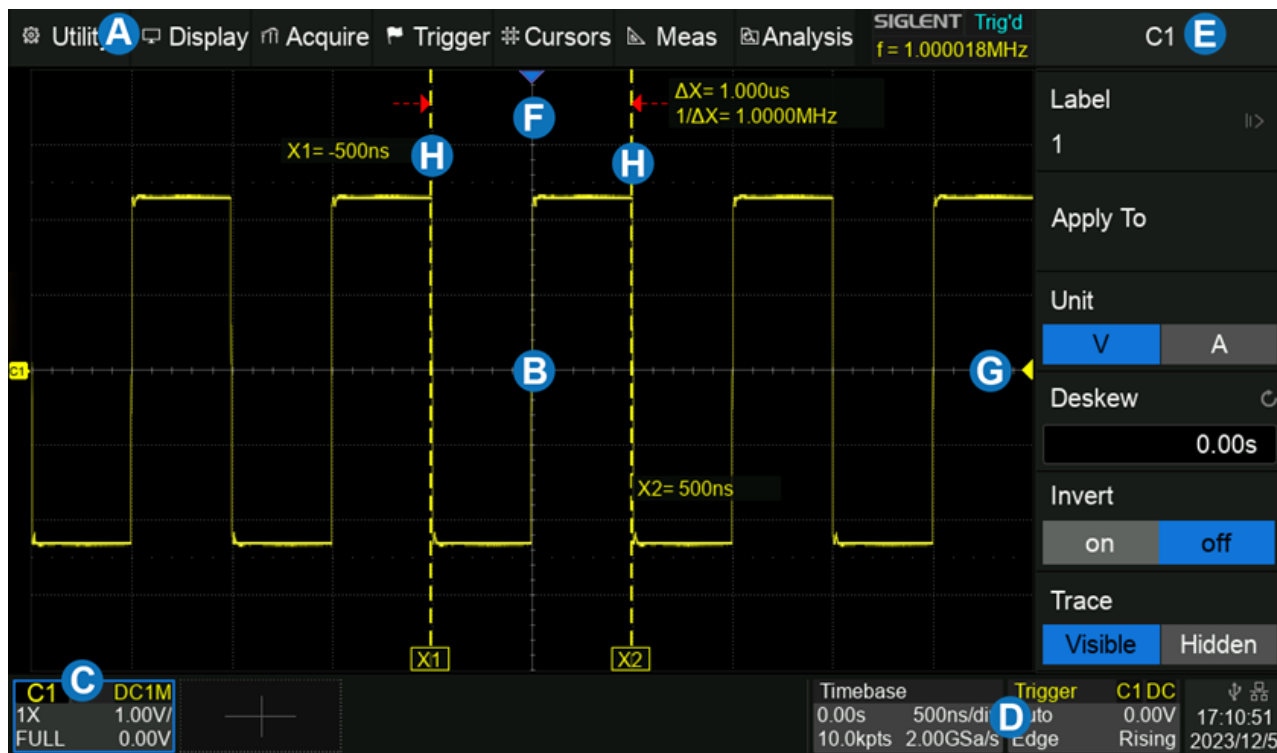 Utility A Display Acquire Trigger Cursors Meas Analysis
SIGLENT Trig'd
f = 1.000018MHz
C1 E
ΔX= 1.000us
1/ΔX= 1.0000MHz
F
X1= -500ns
H
H
Label
1
Apply To
Unit
V A
C1
B
G
Deskew
0.00s
X2= 500ns
Invert
on off
Trace
Visible Hidden
X1
X2
C1 C DC1M
1X 1.00V/
FULL 0.00V
Timebase
0.00s 500ns/di
10.0kpts 2.00GSa/s
D
Trigger C1 DC
uto 0.00V
Edge Rising
17:10:51
2023/12/5